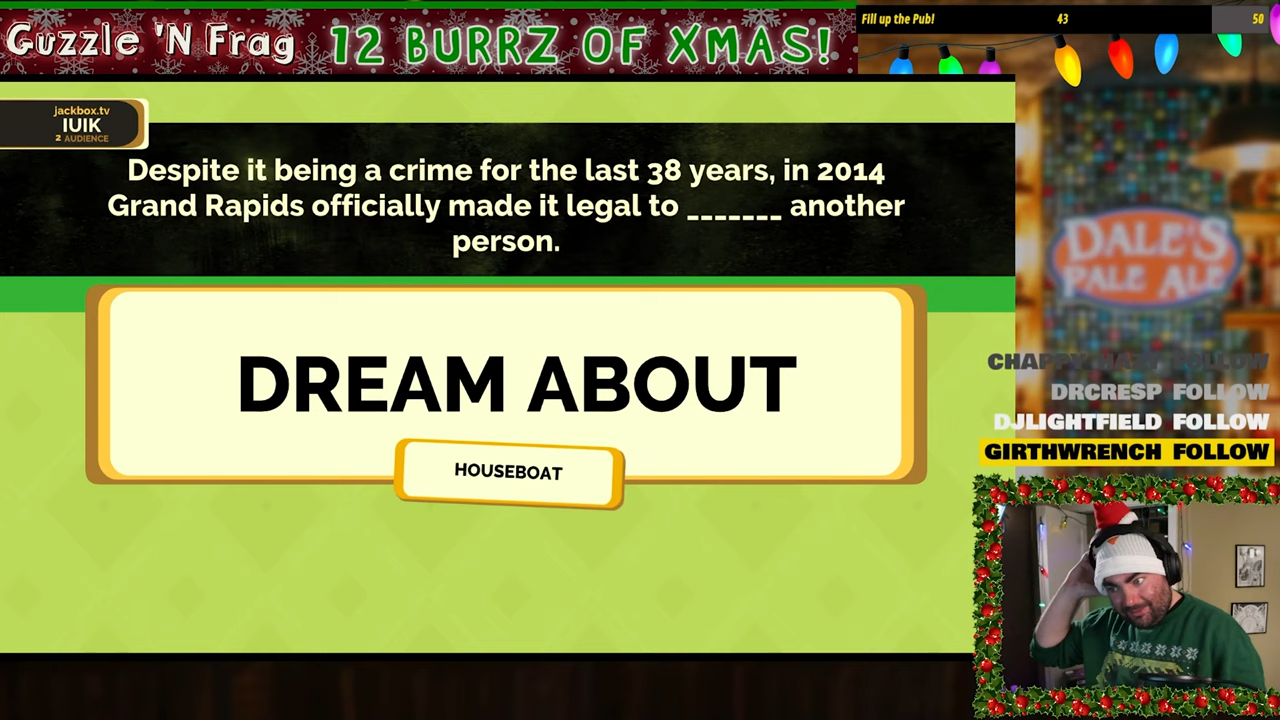 Guzzle 'N Frag
12 BURRZ OF XMAS!
Fill up the Pub!
43
50
jackbox.tv
IUIK
2 AUDIENCE
Despite it being a crime for the last 38 years, in 2014
Grand Rapids officially made it legal to _______ another
person.
DREAM ABOUT
HOUSEBOAT
DALE'S
PALE ALE
FOLLOW
DRCRESP FOLLOW
DJLIGHTFIELD FOLLOW
GIRTHWRENCH FOLLOW